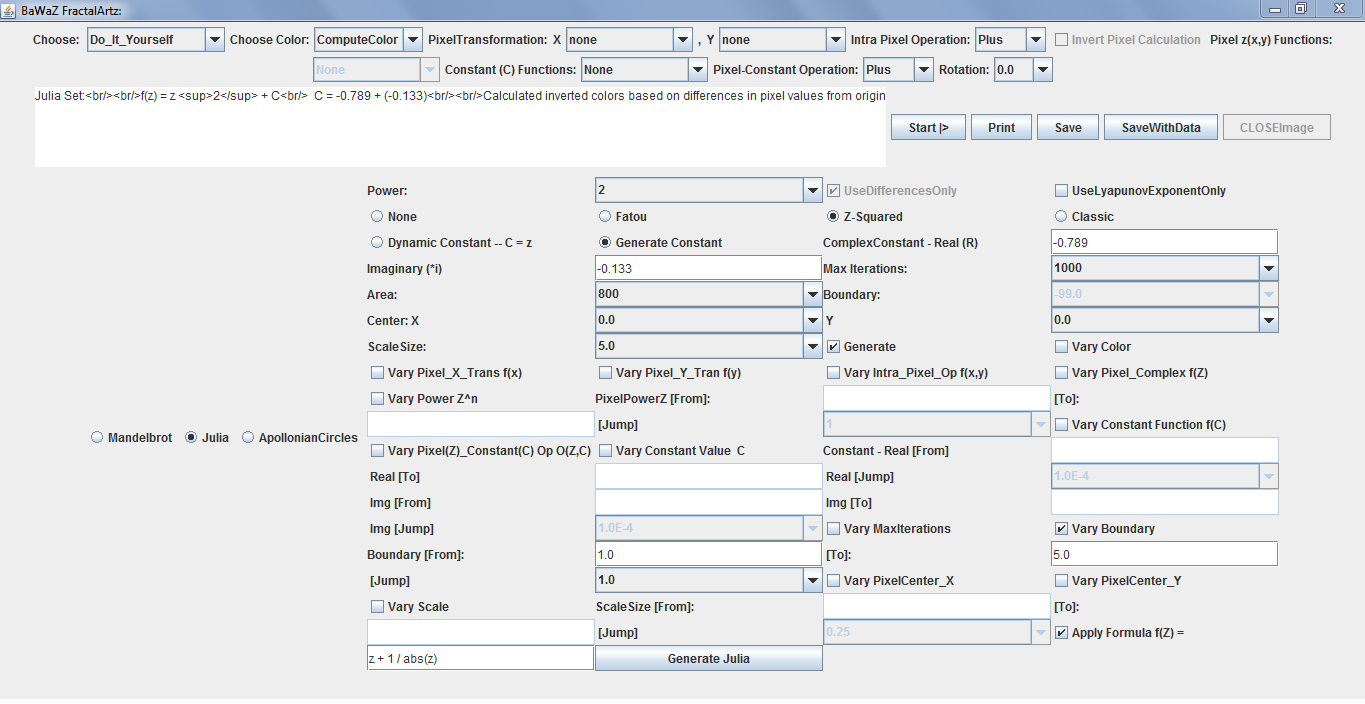 BaWaZ FractalArtz:
Choose: Do_It_Yourself Choose Color: ComputeColor PixelTransformation: X none , Y none Intra Pixel Operation: Plus Invert Pixel Calculation Pixel z(x,y) Functions:
None Constant (C) Functions: None Pixel-Constant Operation: Plus Rotation: 0.0
Julia Set:<br/><br/>f(z) = z <sup>2</sup> + C<br/> C = -0.789 + (-0.133)<br/><br/>Calculated inverted colors based on differences in pixel values from origin
Start |> Print Save SaveWithData CLOSEImage
Power: 2 UseDifferencesOnly UseLyapunovExponentOnly
None Fatou Z-Squared Classic
Dynamic Constant -- C = z Generate Constant ComplexConstant - Real (R) -0.789
Imaginary (*i) -0.133 Max Iterations: 1000
Area: 800 Boundary: -99.0
Center: X 0.0 Y 0.0
ScaleSize: 5.0 Generate Vary Color
Vary Pixel_X_Trans f(x) Vary Pixel_Y_Tran f(y) Vary Intra_Pixel_Op f(x,y) Vary Pixel_Complex f(Z)
Vary Power Z^n PixelPowerZ [From]: [To]:
[Jump] 1 Vary Constant Function f(C)
Mandelbrot Julia ApollonianCircles
Vary Pixel(Z)_Constant(C) Op O(Z,C) Vary Constant Value C Constant - Real [From]
Real [To] Real [Jump] 1.0E-4
Img [From] Img [To]
Img [Jump] 1.0E-4 Vary MaxIterations Vary Boundary
Boundary [From]: 1.0 [To]: 5.0
[Jump] 1.0 Vary PixelCenter_X Vary PixelCenter_Y
Vary Scale ScaleSize [From]: [To]:
[Jump] 0.25 Apply Formula f(Z) =
z + 1 / abs(z) Generate Julia